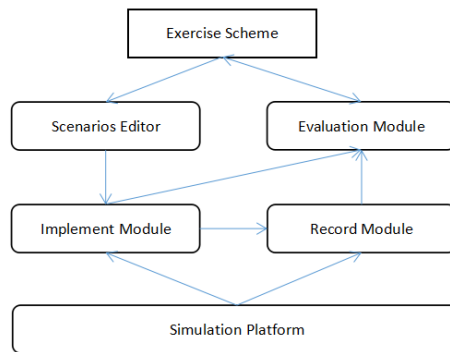 Exercise Scheme
Scenarios Editor
Evaluation Module
Implement Module
Record Module
Simulation Platform